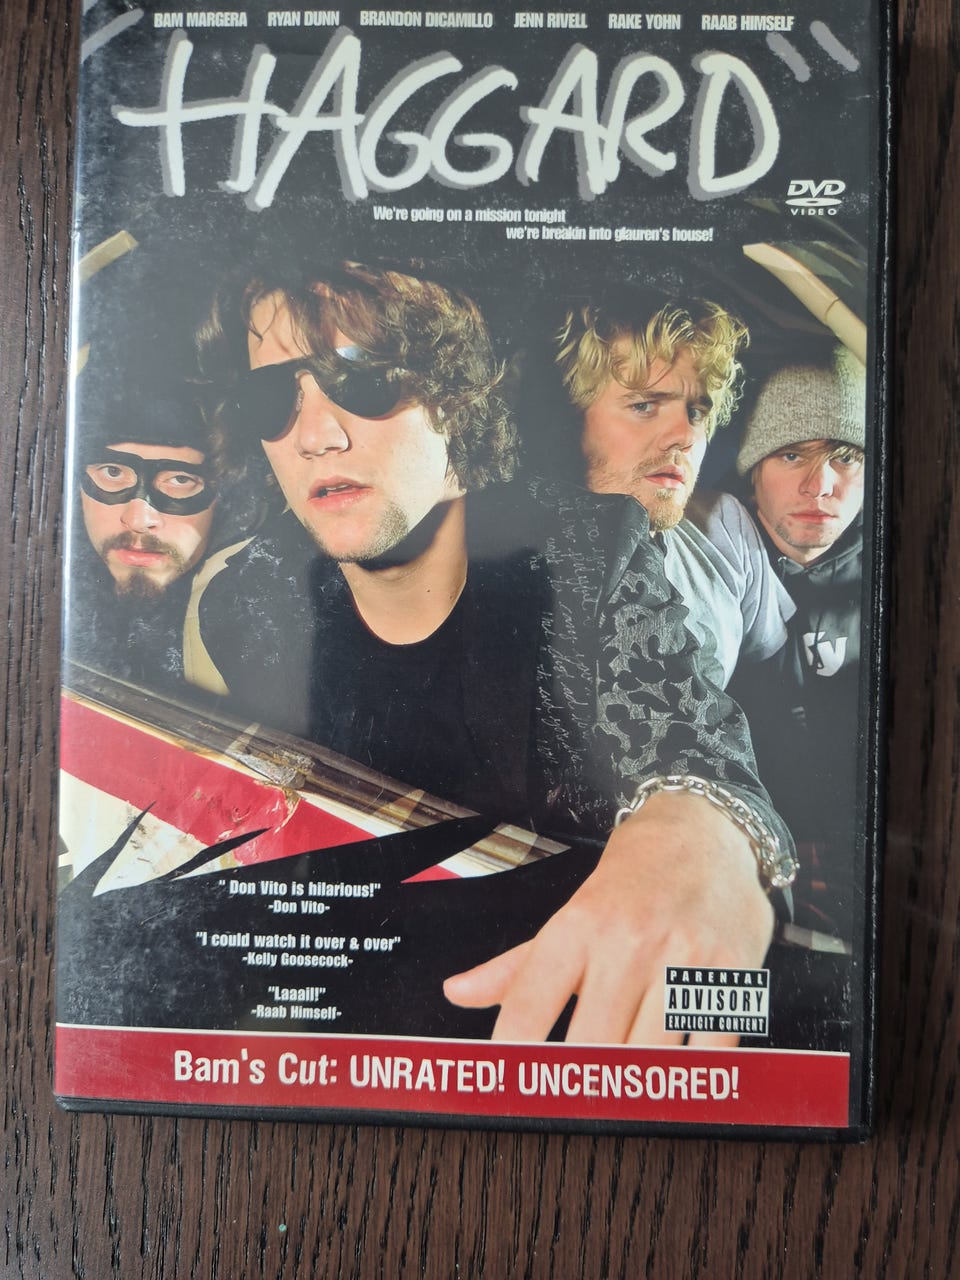 BAM MARGERA RYAN DUNN BRANDON DICAMILLO JENN RIVELL RAKE YOHN RAAB HIMSELF
"HAGGARD"
DVD
VIDEO
We're going on a mission tonight
we're breakin into glauren's house!
" Don Vito is hilarious!"
-Don Vito-
"I could watch it over & over"
-Kelly Goosecock-
"Laaail!"
-Raab Himself-
PARENTAL
ADVISORY
EXPLICIT CONTENT
Bam's Cut: UNRATED! UNCENSORED!